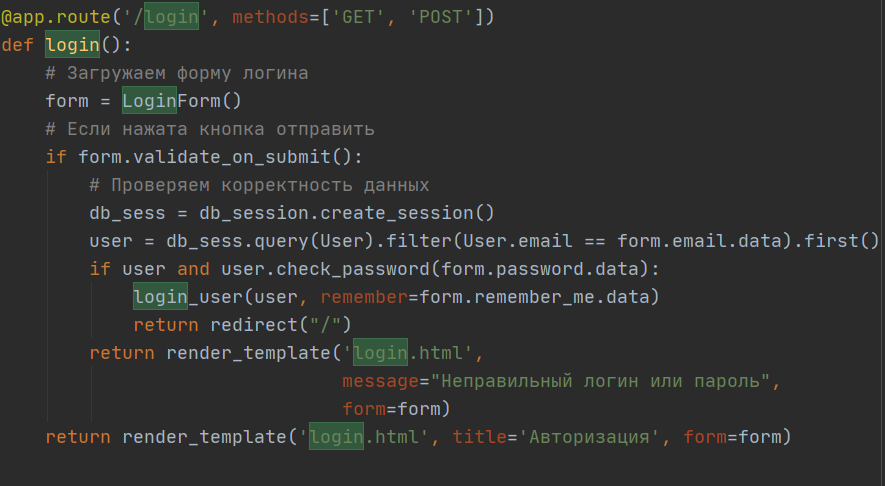 @app.route('/login', methods=['GET', 'POST'])
def login():
    # Загружаем форму логина
    form = LoginForm()
    # Если нажата кнопка отправить
    if form.validate_on_submit():
        # Проверяем корректность данных
        db_sess = db_session.create_session()
        user = db_sess.query(User).filter(User.email == form.email.data).first()
        if user and user.check_password(form.password.data):
            login_user(user, remember=form.remember_me.data)
            return redirect("/")
        return render_template('login.html',
                               message="Неправильный логин или пароль",
                               form=form)
    return render_template('login.html', title='Авторизация', form=form)